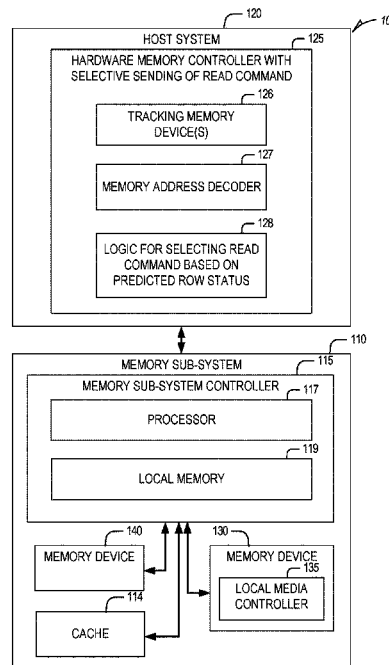 120
HOST SYSTEM
125
HARDWARE MEMORY CONTROLLER WITH
SELECTIVE SENDING OF READ COMMAND
126
TRACKING MEMORY
DEVICE(S)
127
MEMORY ADDRESS DECODER
128
LOGIC FOR SELECTING READ
COMMAND BASED ON
PREDICTED ROW STATUS
110
MEMORY SUB-SYSTEM
115
MEMORY SUB-SYSTEM CONTROLLER
117
PROCESSOR
119
LOCAL MEMORY
140
MEMORY DEVICE
130
MEMORY DEVICE
135
LOCAL MEDIA
CONTROLLER
114
CACHE